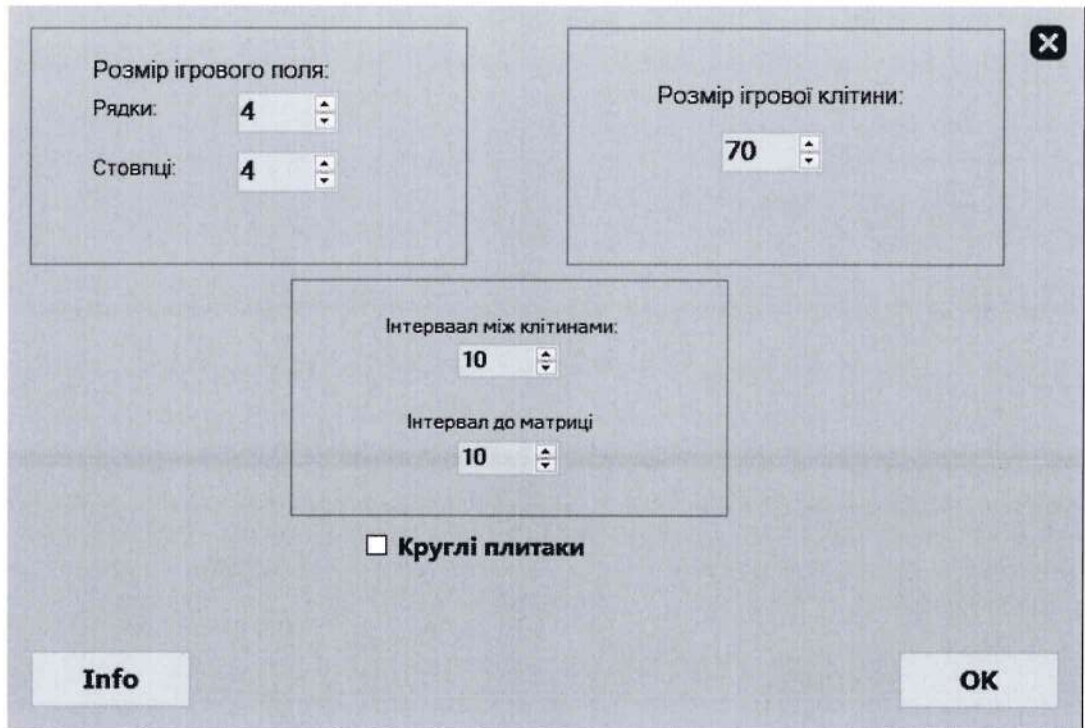 Розмір ігрового поля:
Рядки: 4
Стовпці: 4
Розмір ігрової клітини:
70
Інтерваал між клітинами:
10
Інтервал до матриці
10
Круглі плитаки
Info
OK